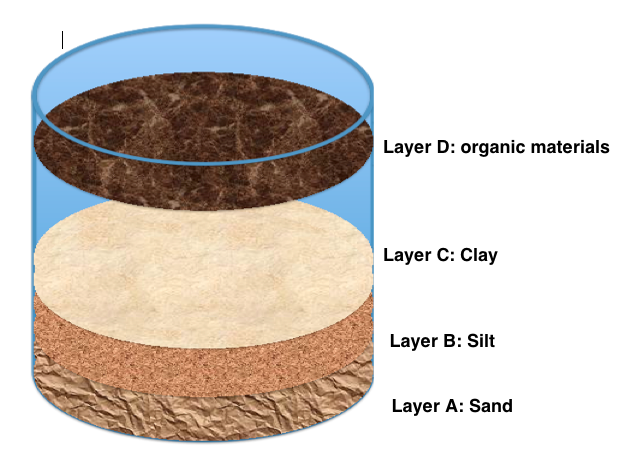 Layer D: organic materials
Layer C: Clay
Layer B: Silt
Layer A: Sand